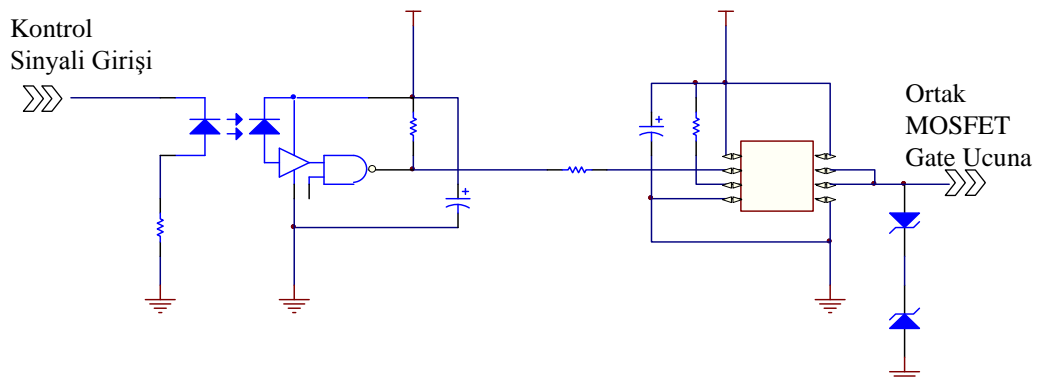 Kontrol
Sinyali Girişi
Ortak
MOSFET
Gate Ucuna